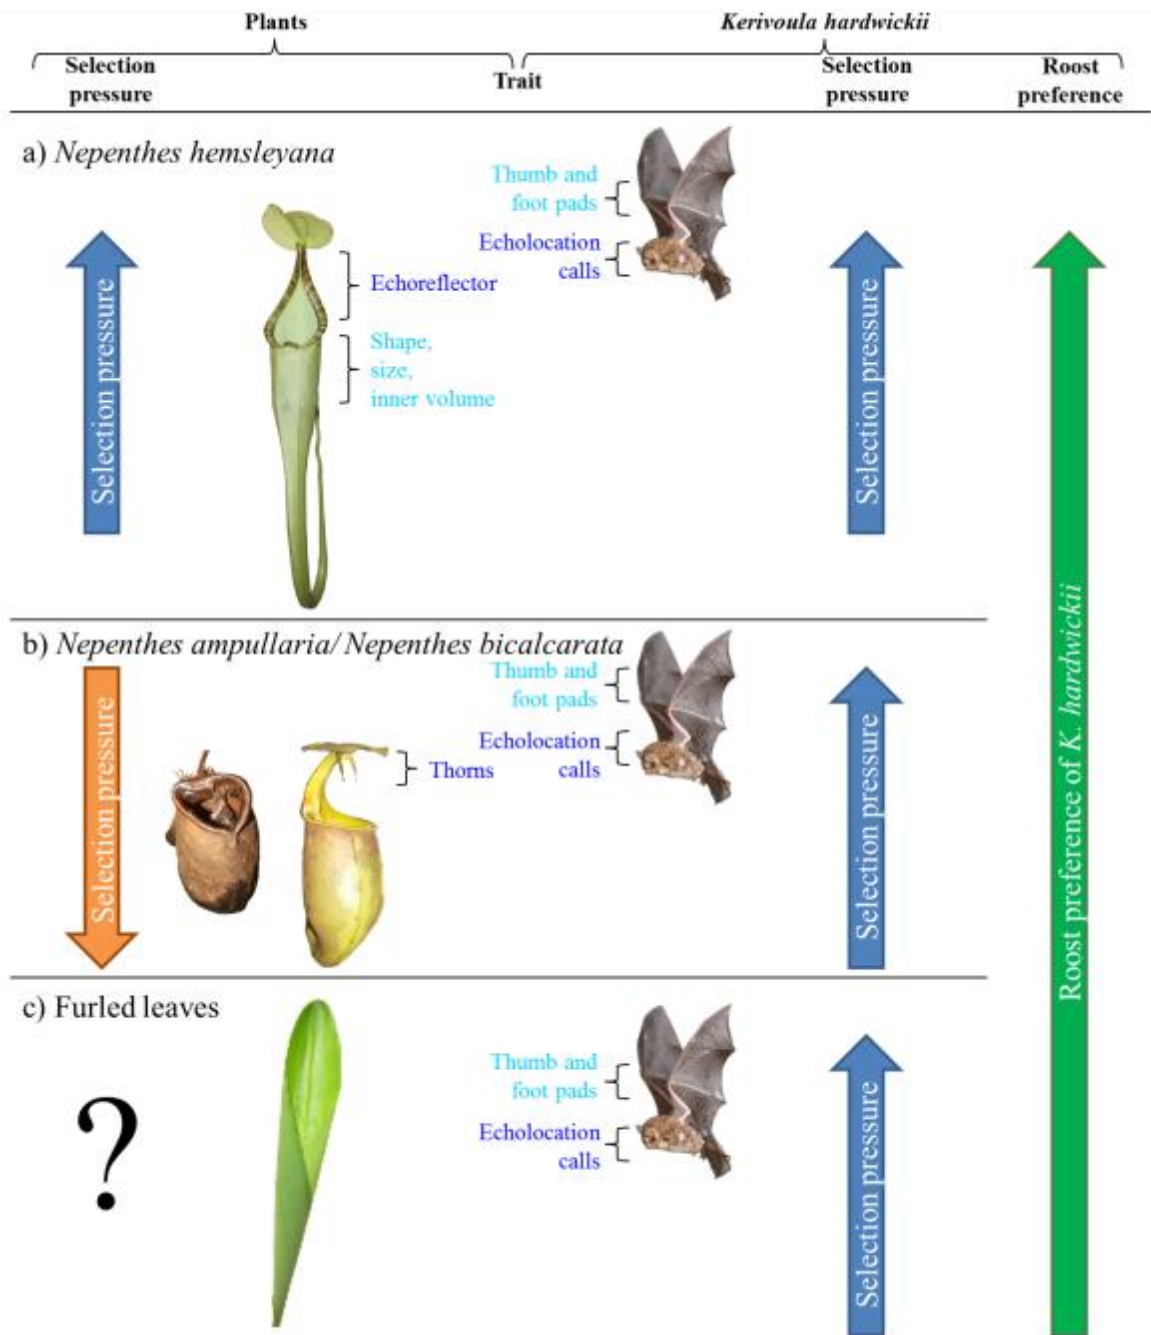 Plants
Kerivoula hardwickii
Selection
pressure
Trait
Selection
pressure
Roost
preference
a) Nepenthes hemsleyana
Thumb and
foot pads
Echolocation
calls
Echoreflector
Shape,
size,
inner volume
Selection pressure
Selection pressure
Roost preference of K. hardwickii
b) Nepenthes ampullaria/ Nepenthes bicalcarata
Thumb and
foot pads
Echolocation
calls
Thorns
Selection pressure
Selection pressure
c) Furled leaves
?
Thumb and
foot pads
Echolocation
calls
Selection pressure